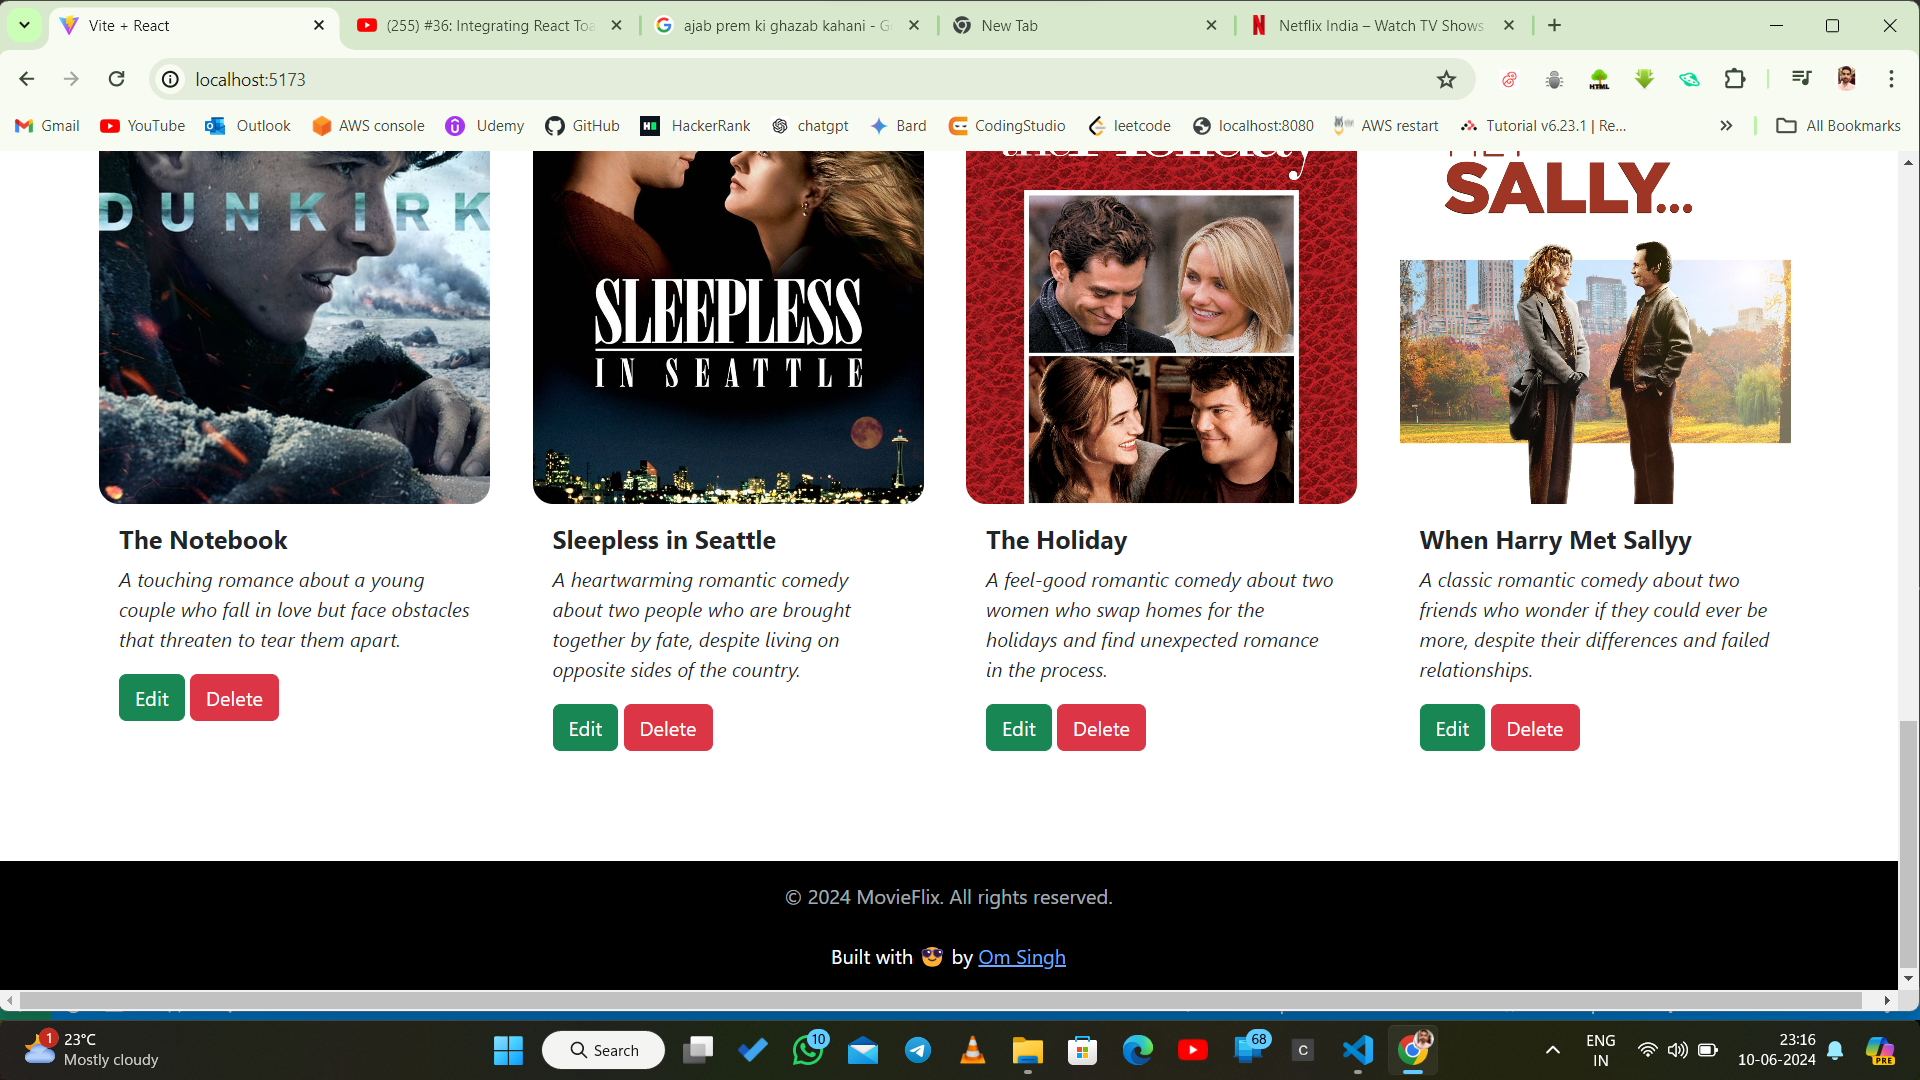 Vite + React
(255) #36: Integrating React Toa
ajab prem ki ghazab kahani - G
New Tab
Netflix India – Watch TV Shows
localhost:5173
Gmail
YouTube
Outlook
AWS console
Udemy
GitHub
HackerRank
chatgpt
Bard
CodingStudio
leetcode
localhost:8080
AWS restart
Tutorial v6.23.1 | Re...
All Bookmarks
DUNKIRK
SLEEPLESS
IN SEATTLE
SALLY...
The Notebook
A touching romance about a young
couple who fall in love but face obstacles
that threaten to tear them apart.
Edit Delete
Sleepless in Seattle
A heartwarming romantic comedy
about two people who are brought
together by fate, despite living on
opposite sides of the country.
Edit Delete
The Holiday
A feel-good romantic comedy about two
women who swap homes for the
holidays and find unexpected romance
in the process.
Edit Delete
When Harry Met Sallyy
A classic romantic comedy about two
friends who wonder if they could ever be
more, despite their differences and failed
relationships.
Edit Delete
© 2024 MovieFlix. All rights reserved.
Built with 😎 by Om Singh
1
23°C
Mostly cloudy
Search
10
68
C
ENG
IN
23:16
10-06-2024
PRE